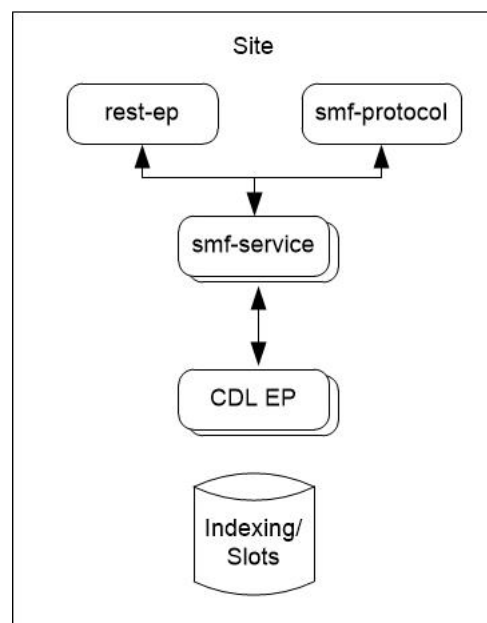 Site
rest-ep
smf-protocol
smf-service
CDL EP
Indexing/
Slots